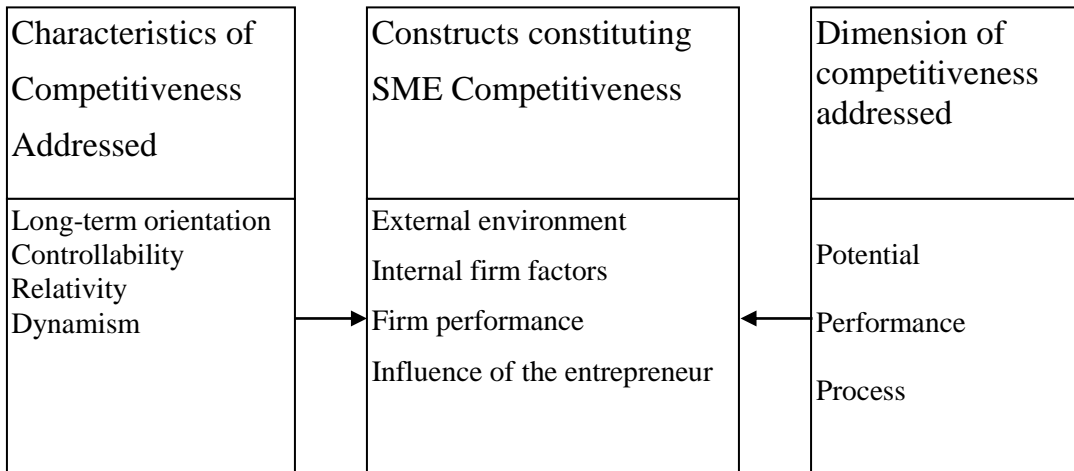 Characteristics of
Competitiveness
Addressed
Long-term orientation
Controllability
Relativity
Dynamism
Constructs constituting
SME Competitiveness
External environment
Internal firm factors
Firm performance
Influence of the entrepreneur
Dimension of
competitiveness
addressed
Potential
Performance
Process